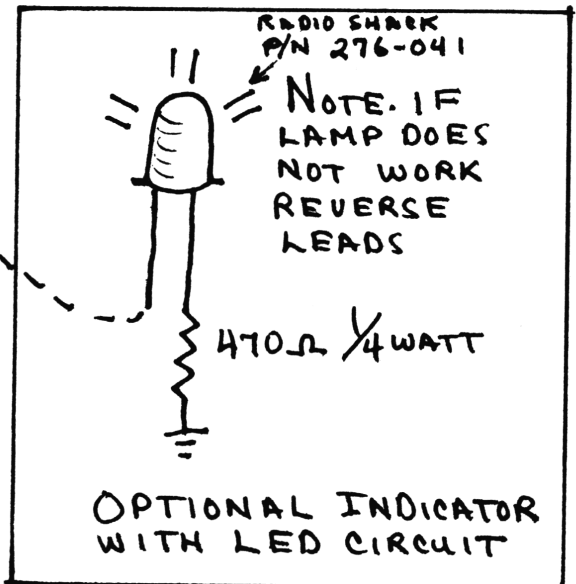 RADIO SHACK
P/N 276-041
NOTE. IF
LAMP DOES
NOT WORK
REVERSE
LEADS
470Ω 1/4 WATT
OPTIONAL INDICATOR
WITH LED CIRCUIT